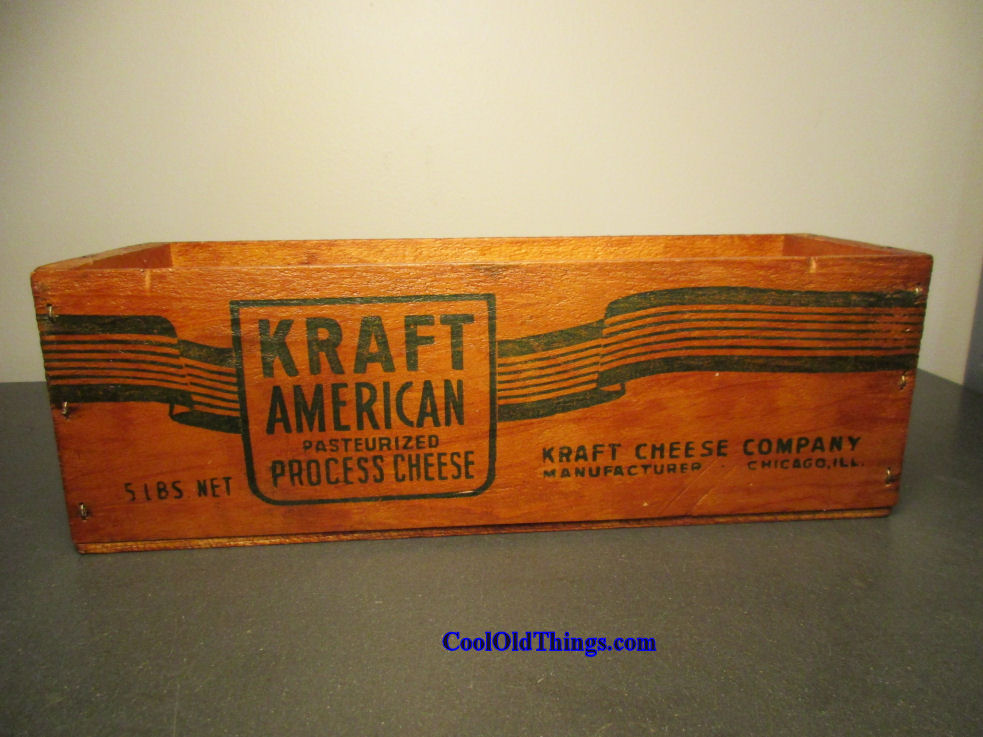 KRAFT
AMERICAN
PASTEURIZED
PROCESS CHEESE
5 LBS. NET
KRAFT CHEESE COMPANY
MANUFACTURER · CHICAGO, ILL.
CoolOldThings.com